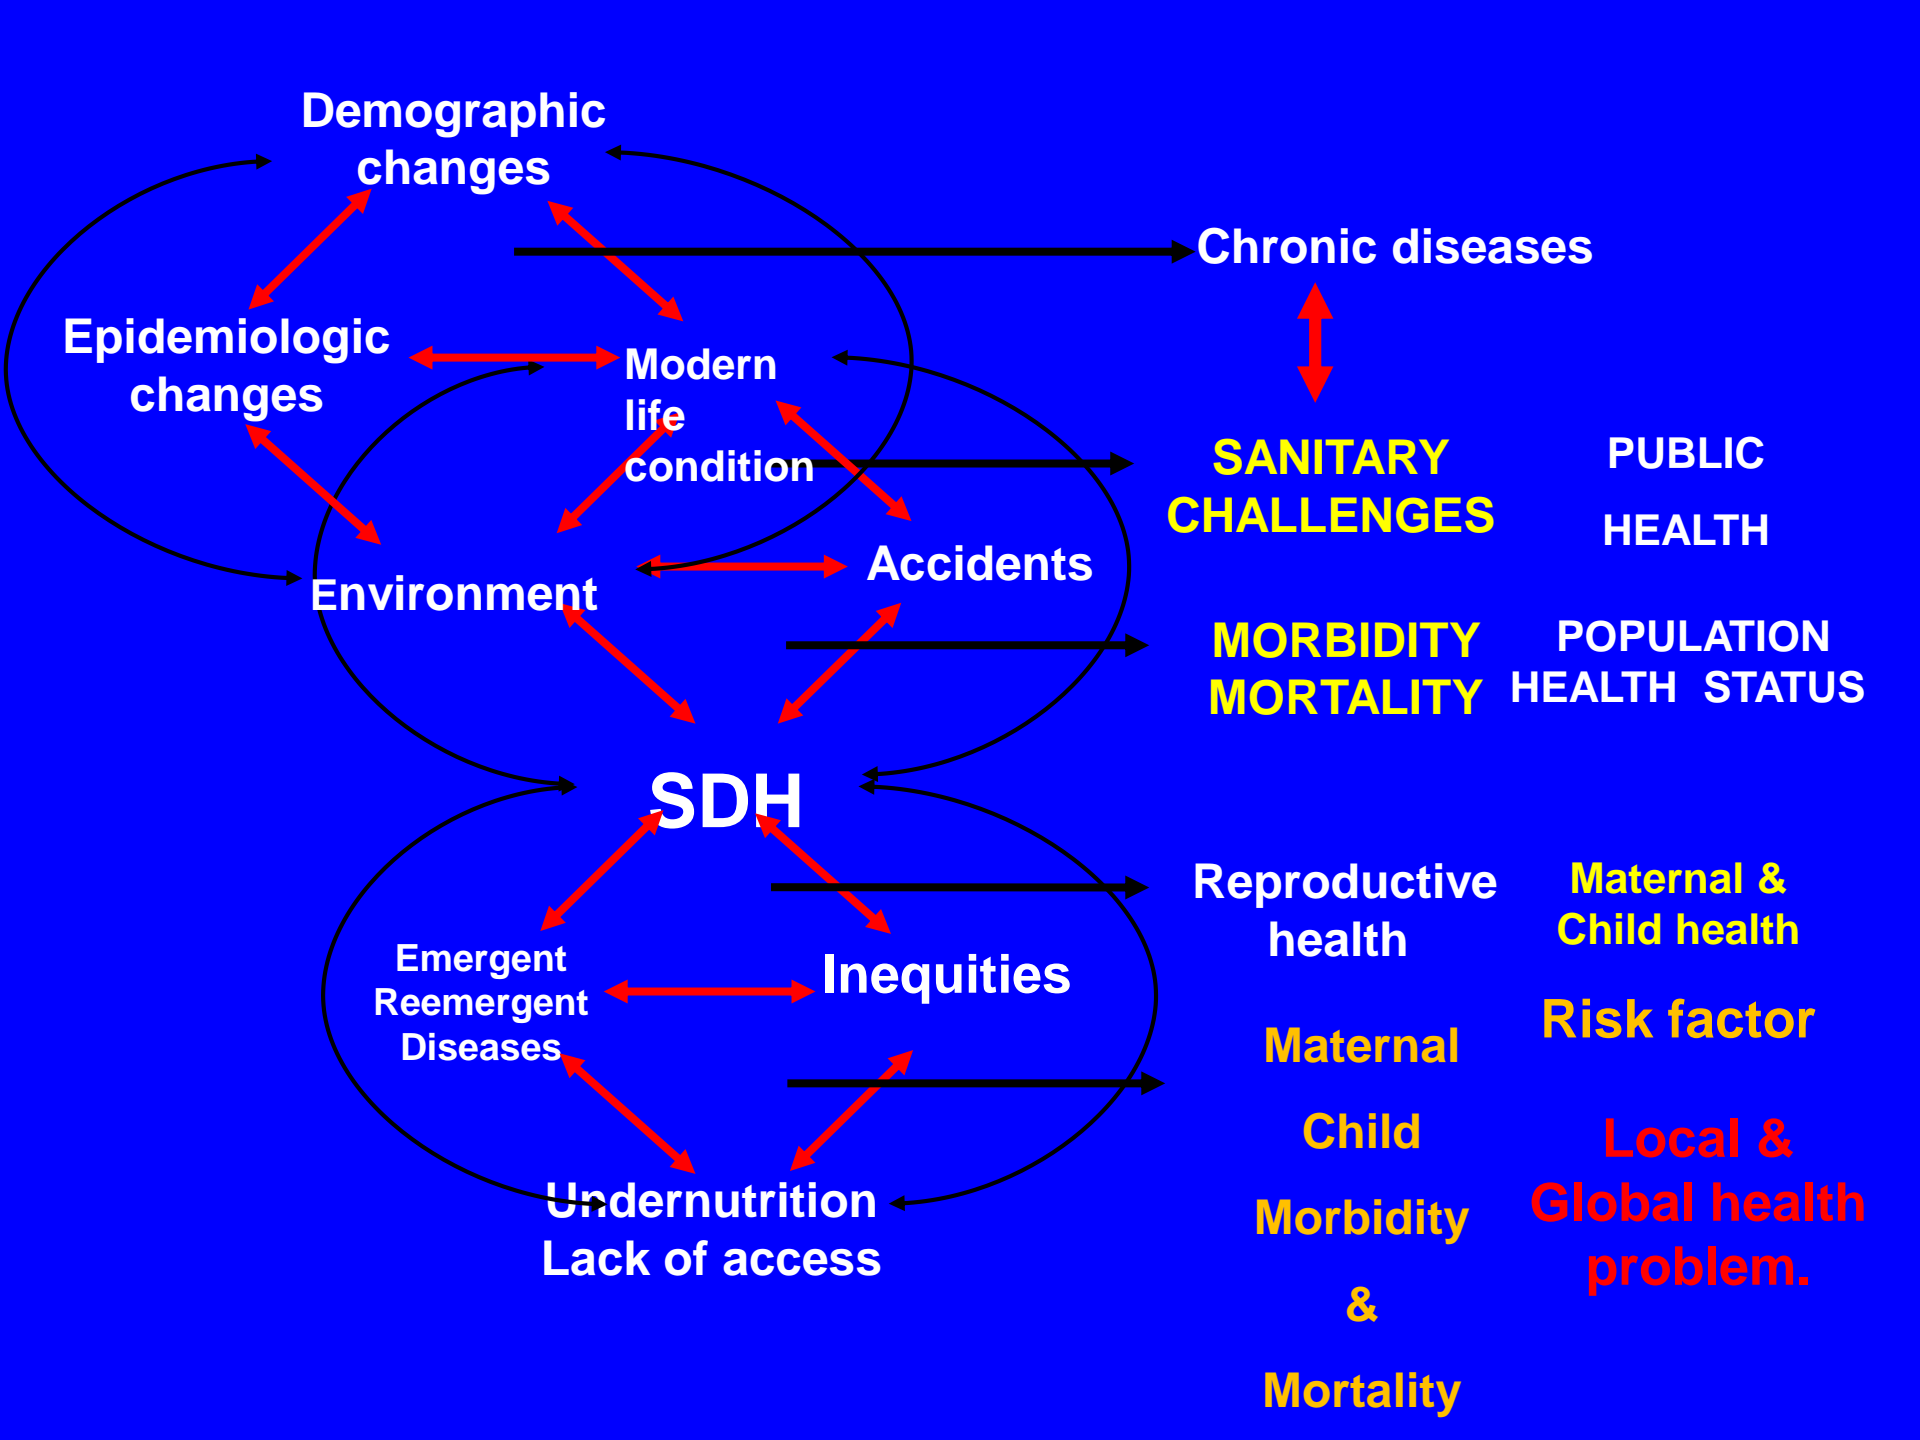 Demographic
changes
Chronic diseases
Epidemiologic
changes
Modern
life
condition
SANITARY
CHALLENGES
PUBLIC
HEALTH
Environment
Accidents
MORBIDITY
MORTALITY
POPULATION
HEALTH STATUS
SDH
Reproductive
health
Maternal &
Child health
Emergent
Reemergent
Diseases
Inequities
Risk factor
Maternal
Child
Morbidity
&
Mortality
Local &
Global health
problem.
Undernutrition
Lack of access